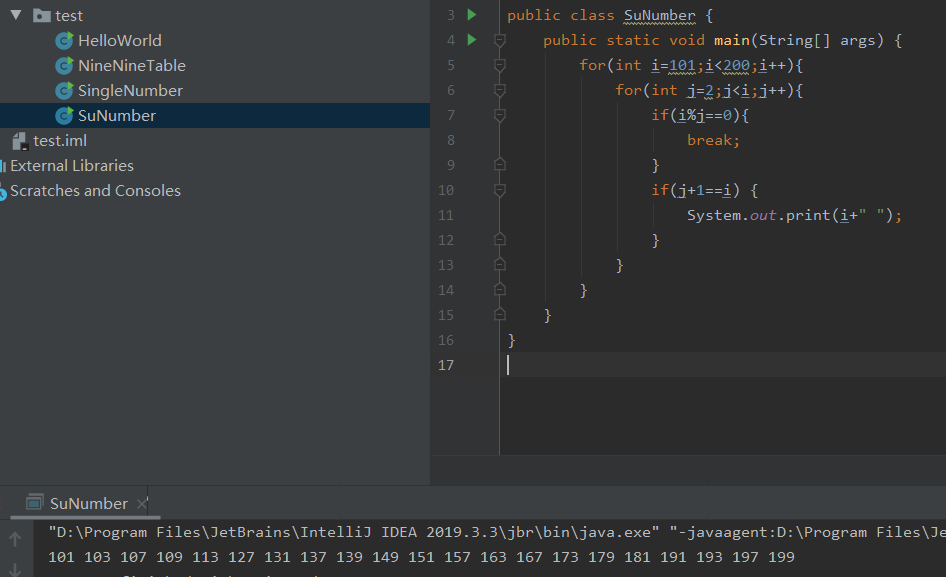 test
HelloWorld
NineNineTable
SingleNumber
SuNumber
test.iml
External Libraries
Scratches and Consoles
3 public class SuNumber {
4 public static void main(String[] args) {
5 for(int i=101;i<200;i++){
6 for(int j=2;j<i;j++){
7 if(i%j==0){
8 break;
9 }
10 if(j+1==i) {
11 System.out.print(i+" ");
12 }
13 }
14 }
15 }
16 }
17
SuNumber
"D:\Program Files\JetBrains\IntelliJ IDEA 2019.3.3\jbr\bin\java.exe" "-javaagent:D:\Program Files\Je
101 103 107 109 113 127 131 137 139 149 151 157 163 167 173 179 181 191 193 197 199